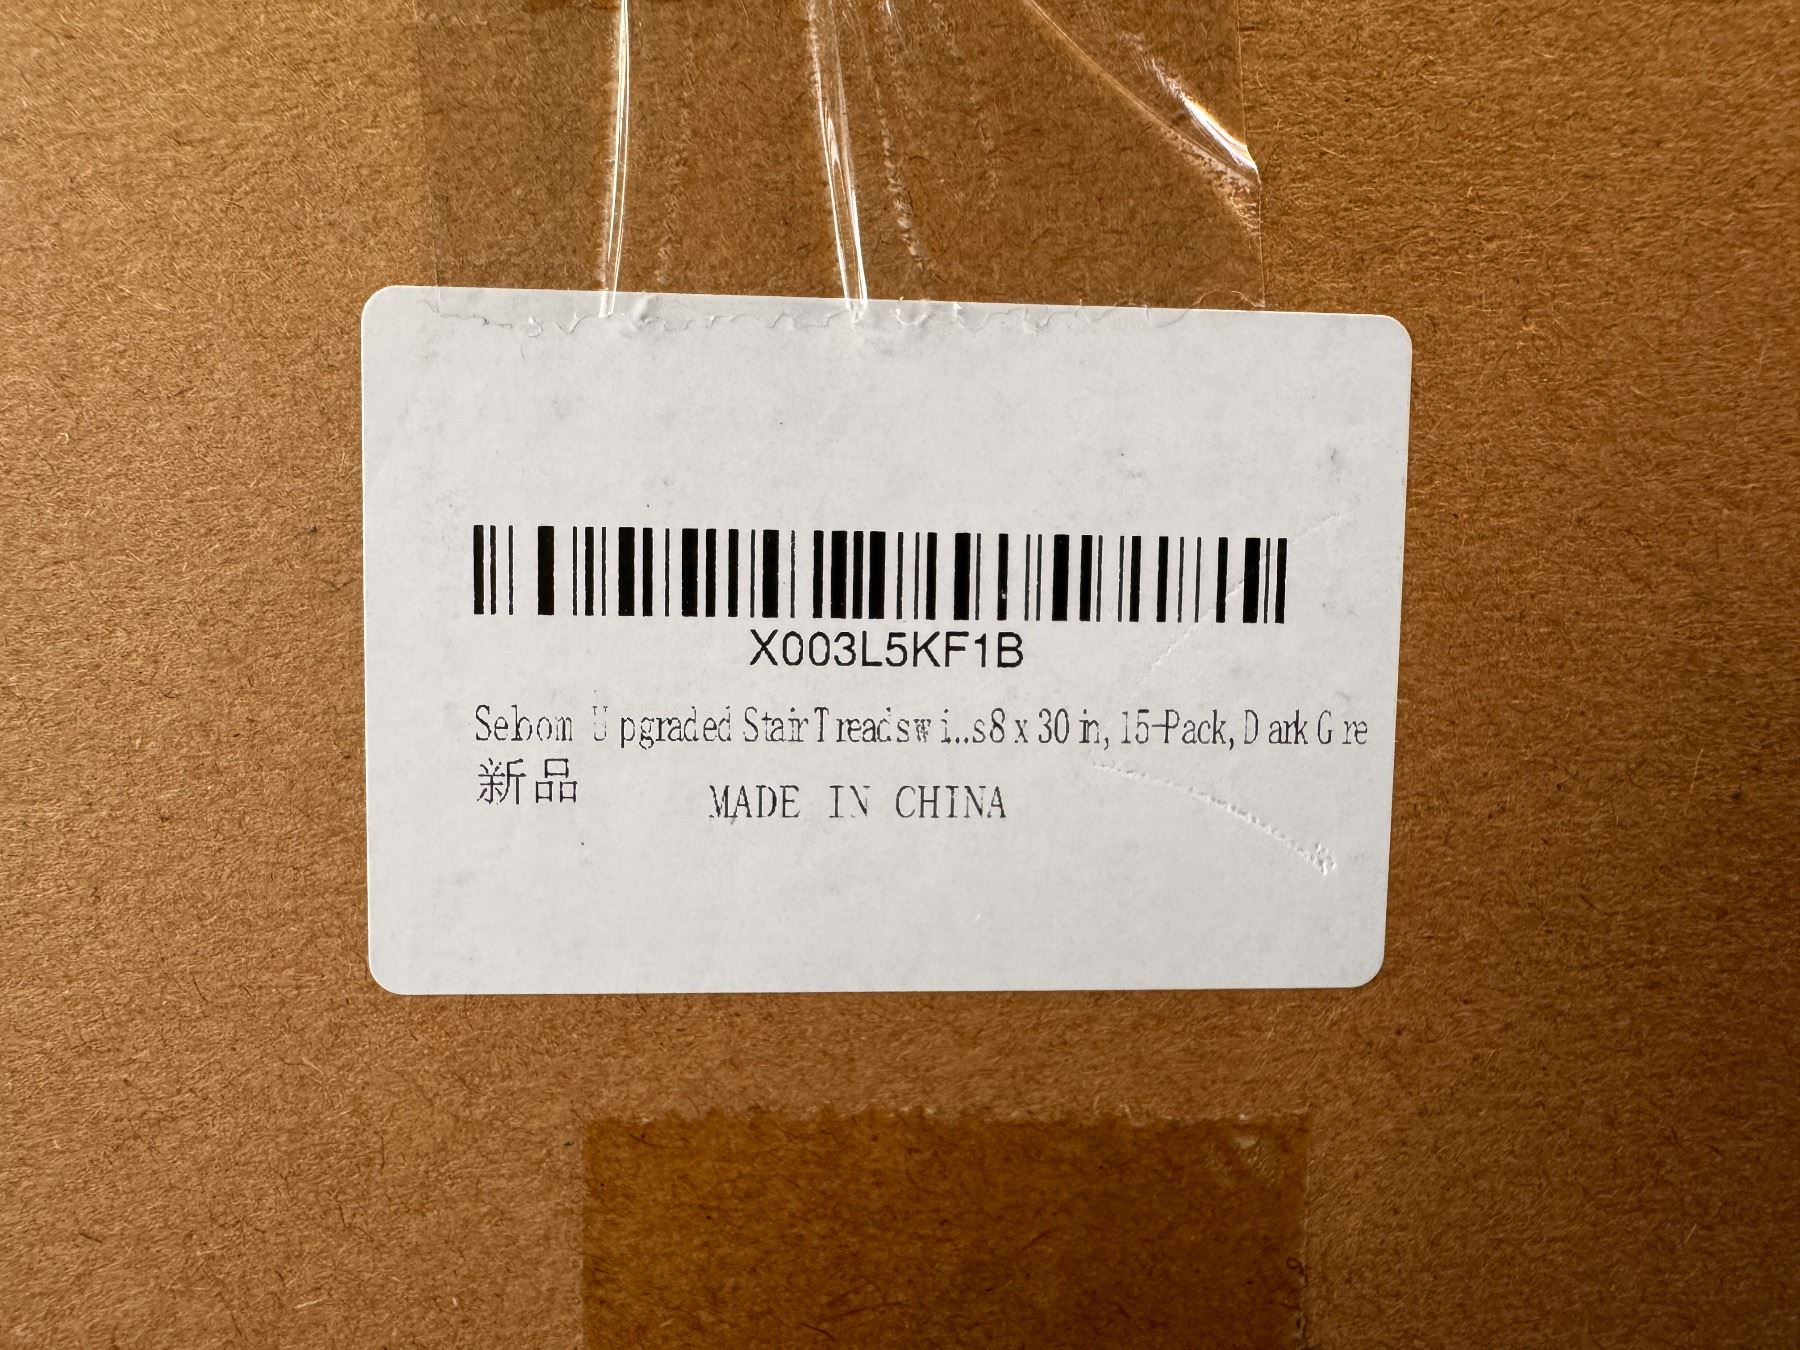 X003L5KF1B
Sebom Upgraded Stair Treads wi...s 8 x 30 in, 15-Pack, Dark Gre
新品
MADE IN CHINA